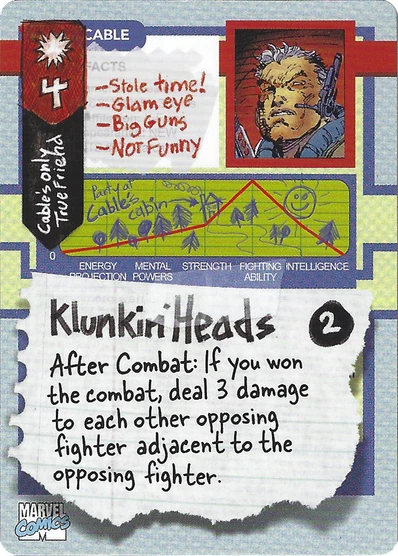 CABLE
FACTS
4
-Stole time!
-Glam eye
-Big Guns
-Not Funny
Cable's only
True Friend
Party at
Cable's
cabin
0
ENERGY PROJECTION
MENTAL POWERS
STRENGTH
FIGHTING ABILITY
INTELLIGENCE
Klunkin' Heads
2
After Combat: If you won
the combat, deal 3 damage
to each other opposing
fighter adjacent to the
opposing fighter.
MARVEL
COMICS
M